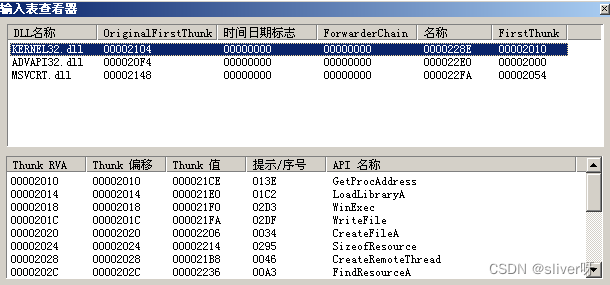 输入表查看器
DLL名称 OriginalFirstThunk 时间日期标志 ForwarderChain 名称 FirstThunk
KERNEL32.dll 00002104 00000000 00000000 0000228E 00002010
ADVAPI32.dll 000020F4 00000000 00000000 000022E0 00002000
MSVCRT.dll 00002148 00000000 00000000 000022FA 00002054
Thunk RVA Thunk 偏移 Thunk 值 提示/序号 API 名称
00002010 00002010 000021CE 013E GetProcAddress
00002014 00002014 000021E0 01C2 LoadLibraryA
00002018 00002018 000021F0 02D3 WinExec
0000201C 0000201C 000021FA 02DF WriteFile
00002020 00002020 00002206 0034 CreateFileA
00002024 00002024 00002214 0295 SizeofResource
00002028 00002028 000021B8 0046 CreateRemoteThread
0000202C 0000202C 00002236 00A3 FindResourceA
CSDN @sliver呀